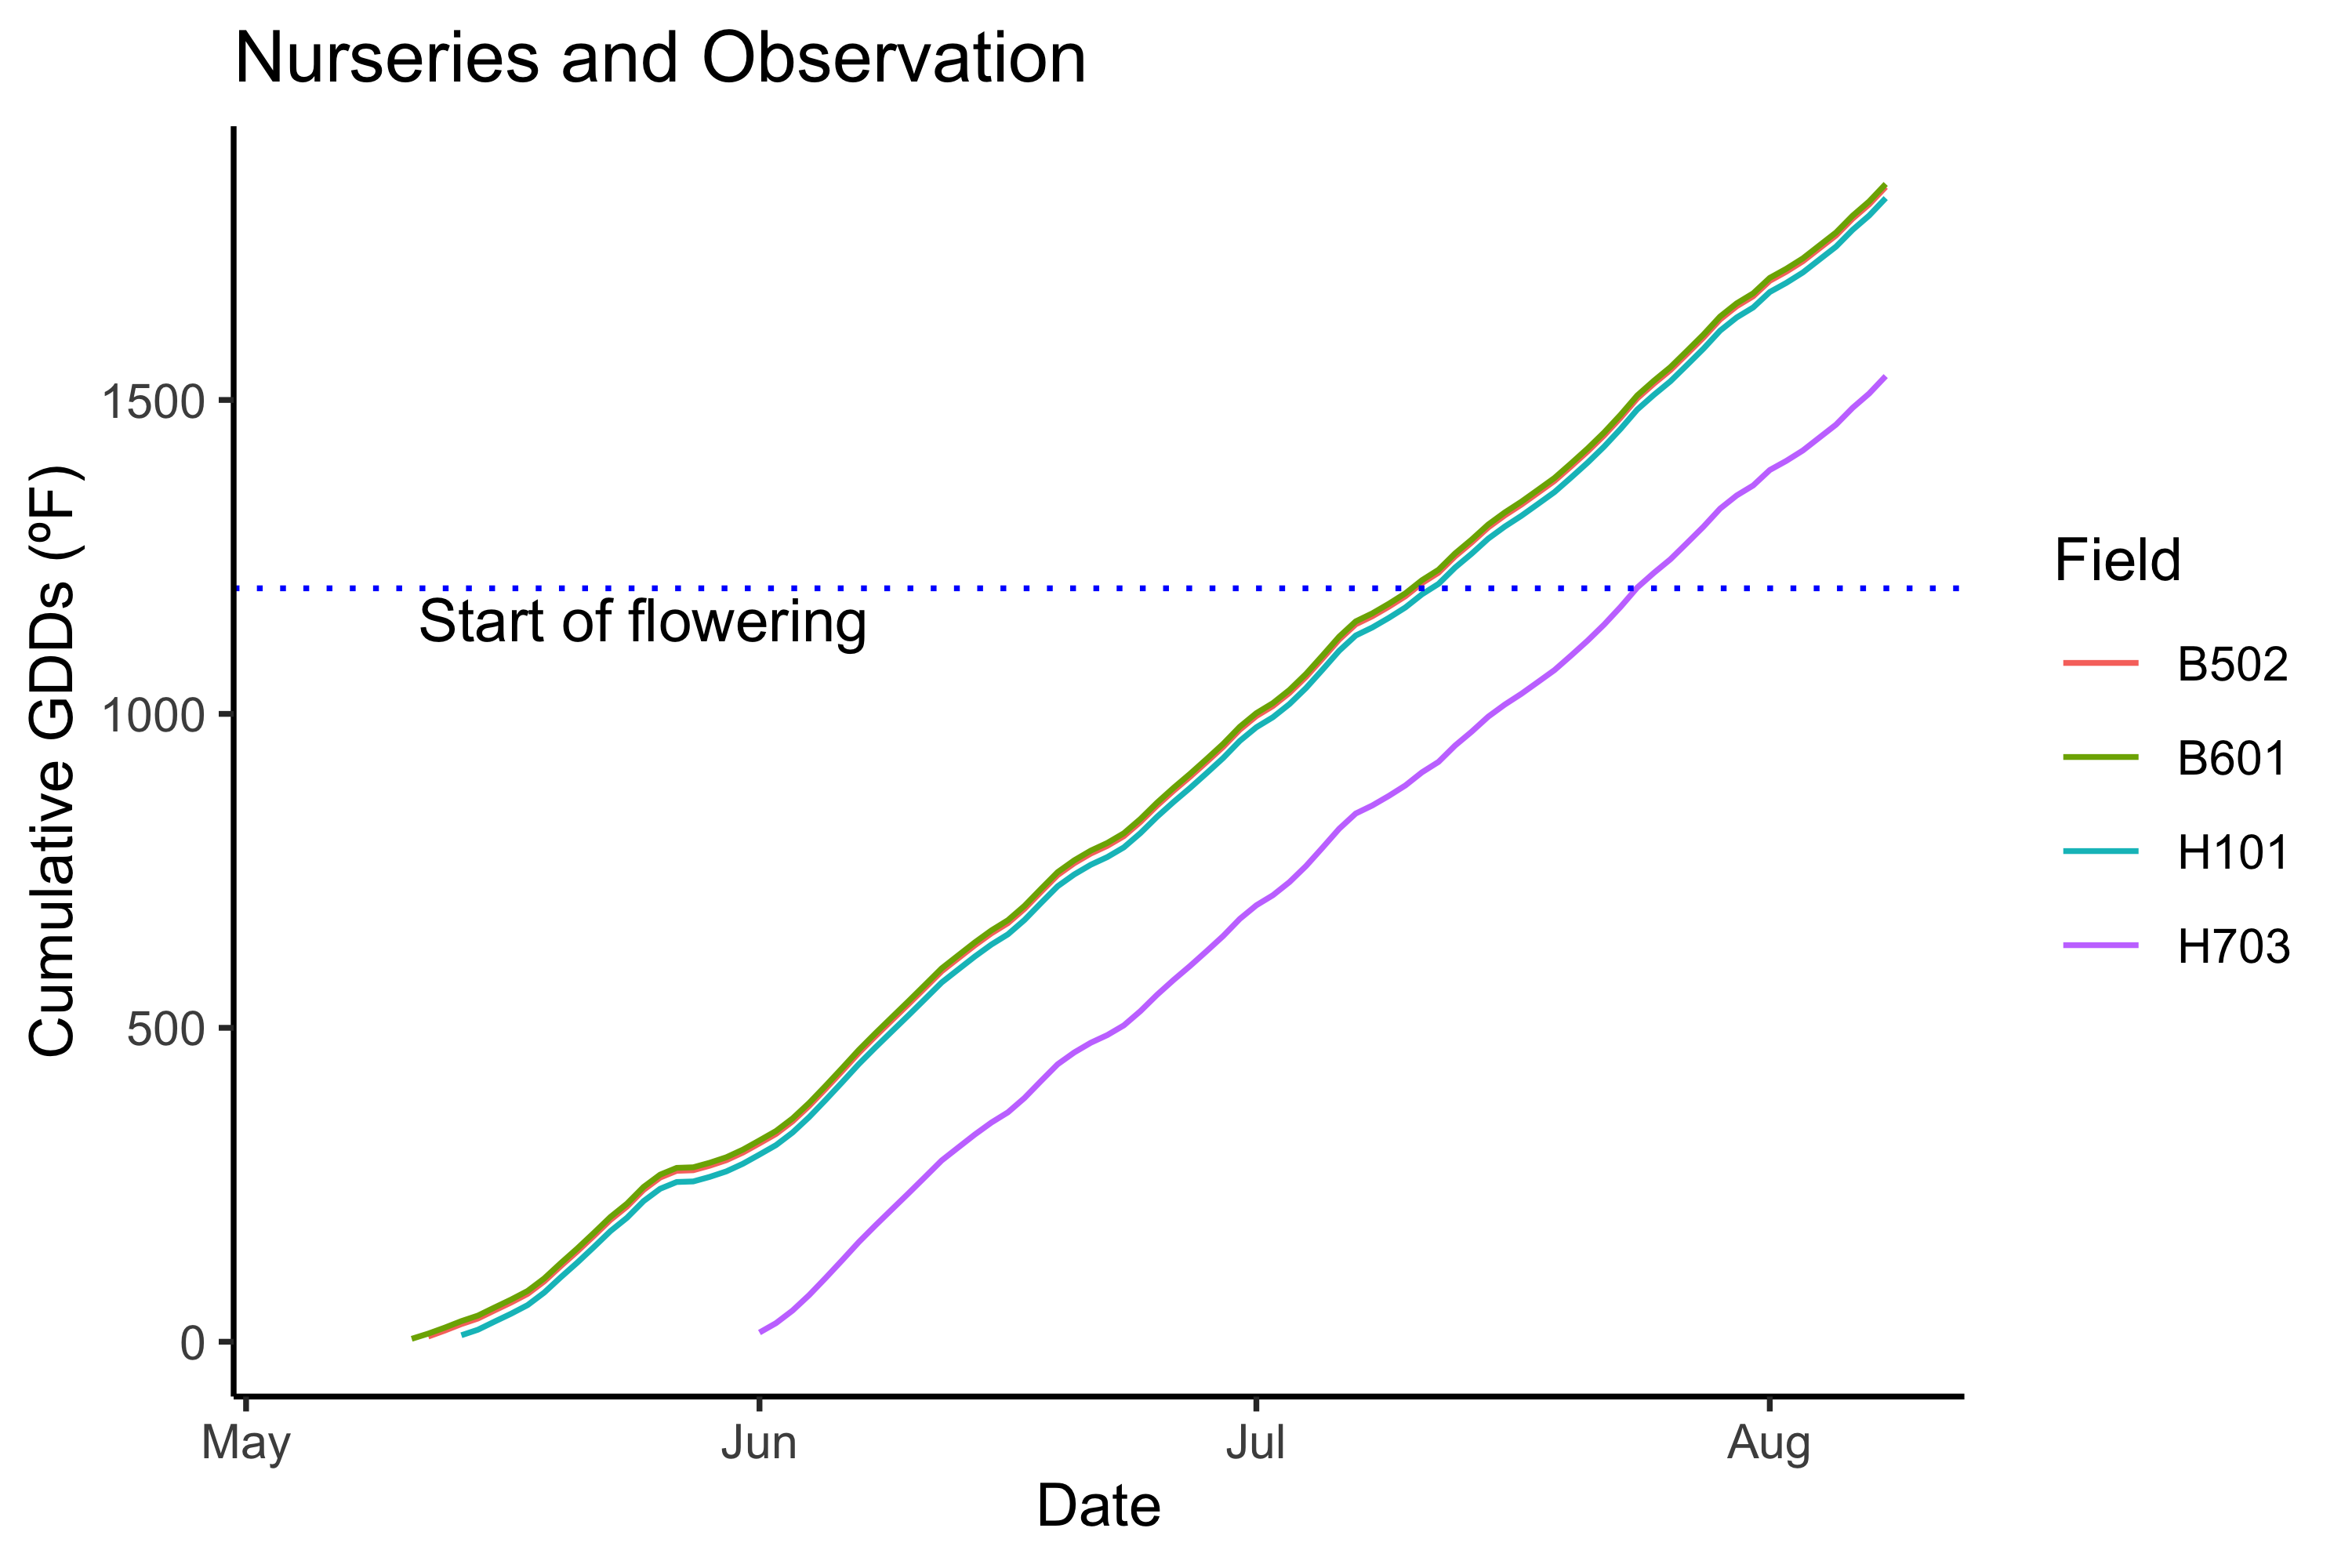 Nurseries and Observation
Cumulative GDDs (ºF)
1500
1000
500
0
Start of flowering
May
Jun
Jul
Aug
Date
Field
B502
B601
H101
H703